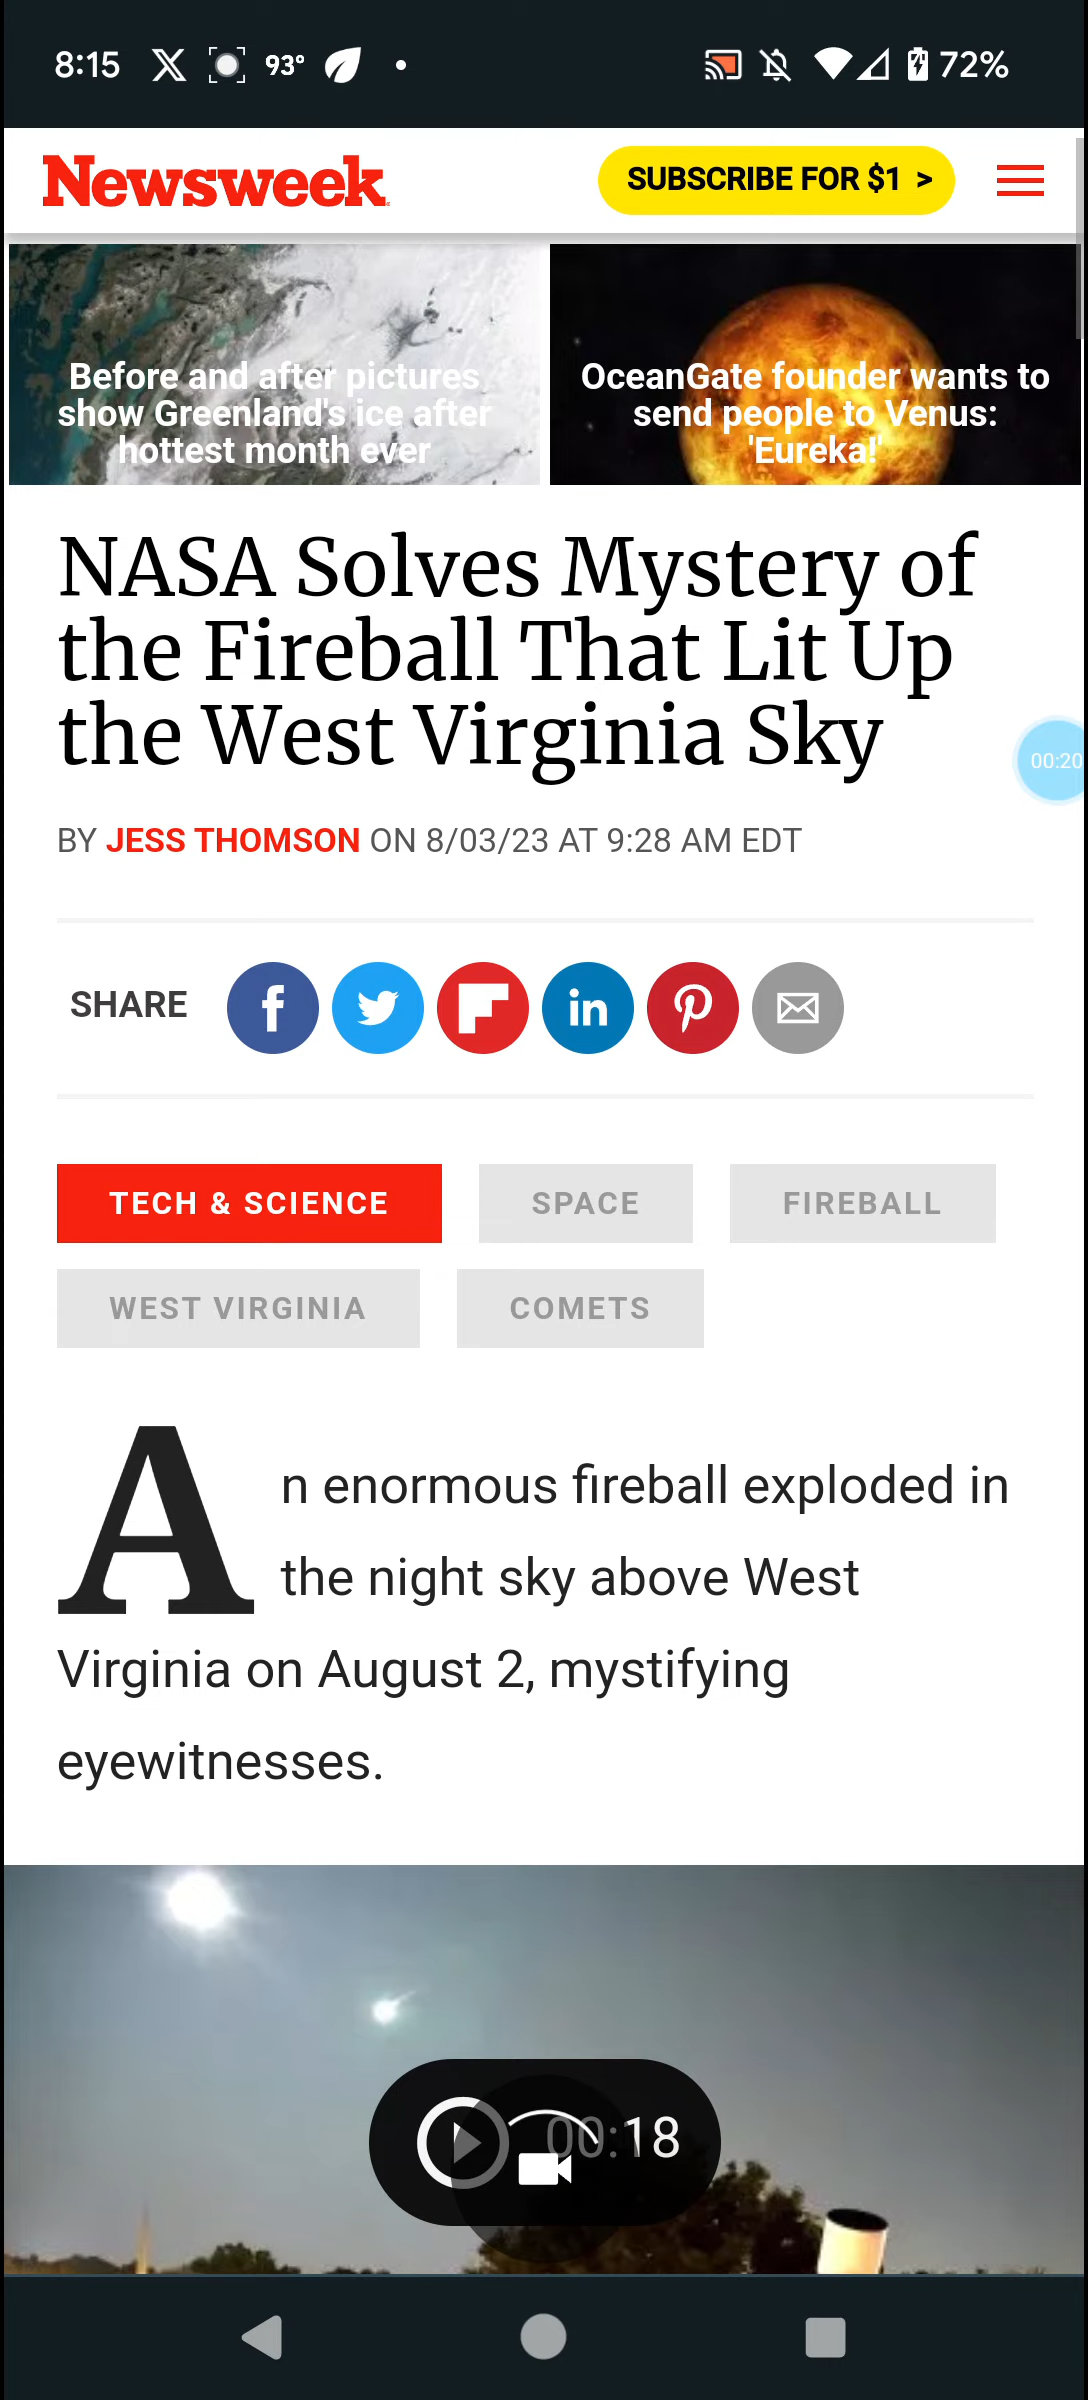 8:15 93° 72%
Newsweek
SUBSCRIBE FOR $1 >
Before and after pictures
show Greenland's ice after
hottest month ever
OceanGate founder wants to
send people to Venus:
'Eureka!'
NASA Solves Mystery of
the Fireball That Lit Up
the West Virginia Sky
00:20
BY JESS THOMSON ON 8/03/23 AT 9:28 AM EDT
SHARE
TECH & SCIENCE
SPACE
FIREBALL
WEST VIRGINIA
COMETS
An enormous fireball exploded in
the night sky above West
Virginia on August 2, mystifying
eyewitnesses.
00:18